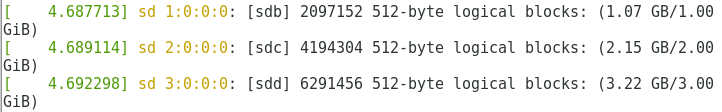 [    4.687713] sd 1:0:0:0: [sdb] 2097152 512-byte logical blocks: (1.07 GB/1.00
GiB)
[    4.689114] sd 2:0:0:0: [sdc] 4194304 512-byte logical blocks: (2.15 GB/2.00
GiB)
[    4.692298] sd 3:0:0:0: [sdd] 6291456 512-byte logical blocks: (3.22 GB/3.00
GiB)